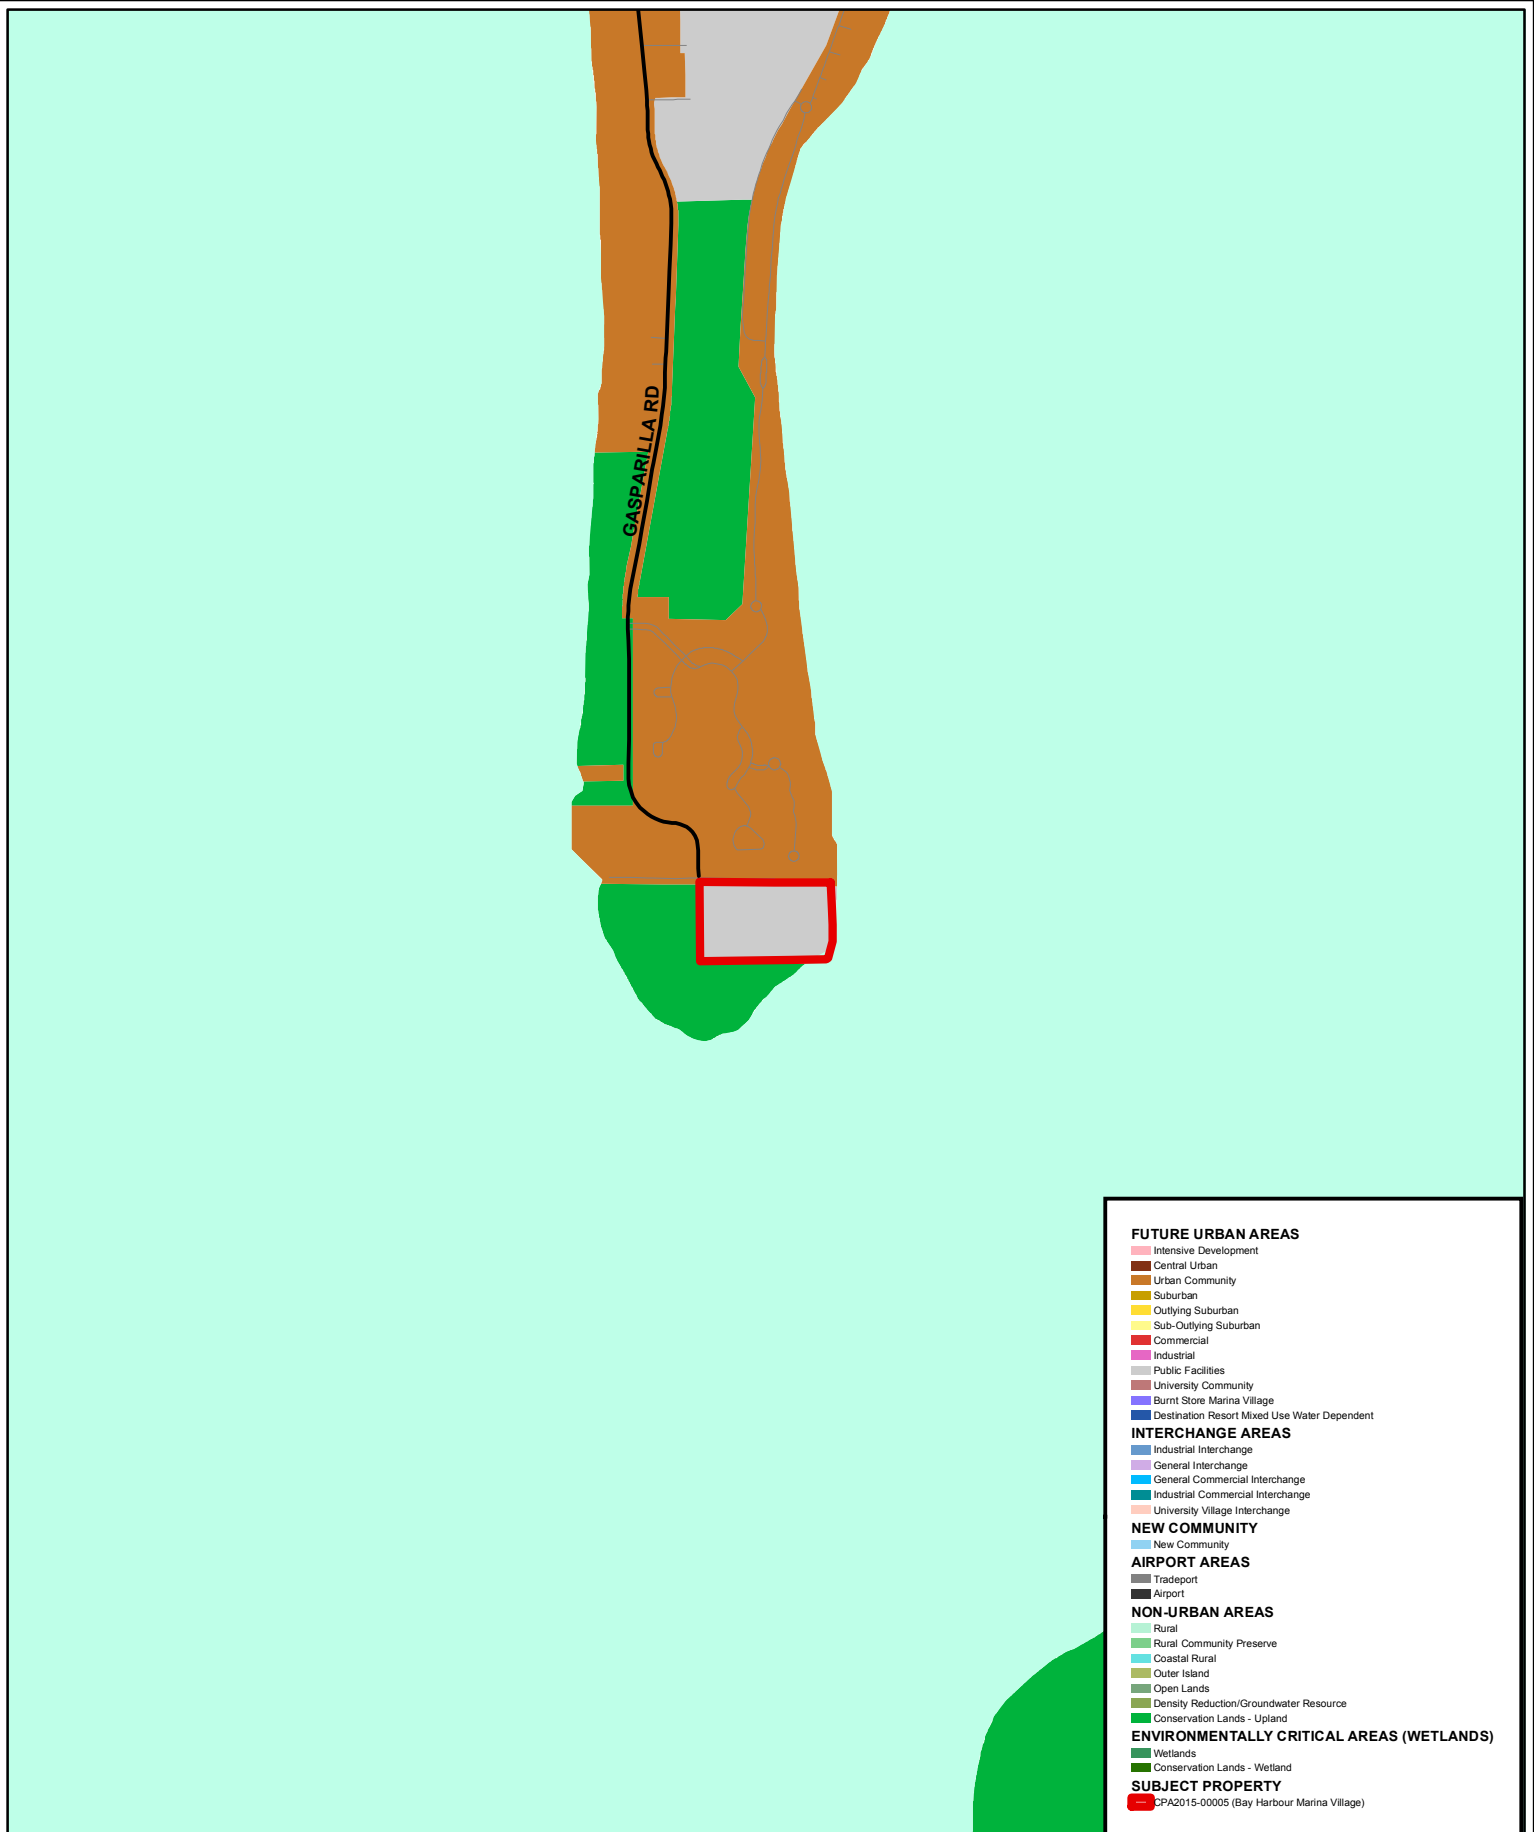 GASPARILLA RD
FUTURE URBAN AREAS
Intensive Development
Central Urban
Urban Community
Suburban
Outlying Suburban
Sub-Outlying Suburban
Commercial
Industrial
Public Facilities
University Community
Burnt Store Marina Village
Destination Resort Mixed Use Water Dependent
INTERCHANGE AREAS
Industrial Interchange
General Interchange
General Commercial Interchange
Industrial Commercial Interchange
University Village Interchange
NEW COMMUNITY
New Community
AIRPORT AREAS
Tradeport
Airport
NON-URBAN AREAS
Rural
Rural Community Preserve
Coastal Rural
Outer Island
Open Lands
Density Reduction/Groundwater Resource
Conservation Lands - Upland
ENVIRONMENTALLY CRITICAL AREAS (WETLANDS)
Wetlands
Conservation Lands - Wetland
SUBJECT PROPERTY
CPA2015-00005 (Bay Harbour Marina Village)